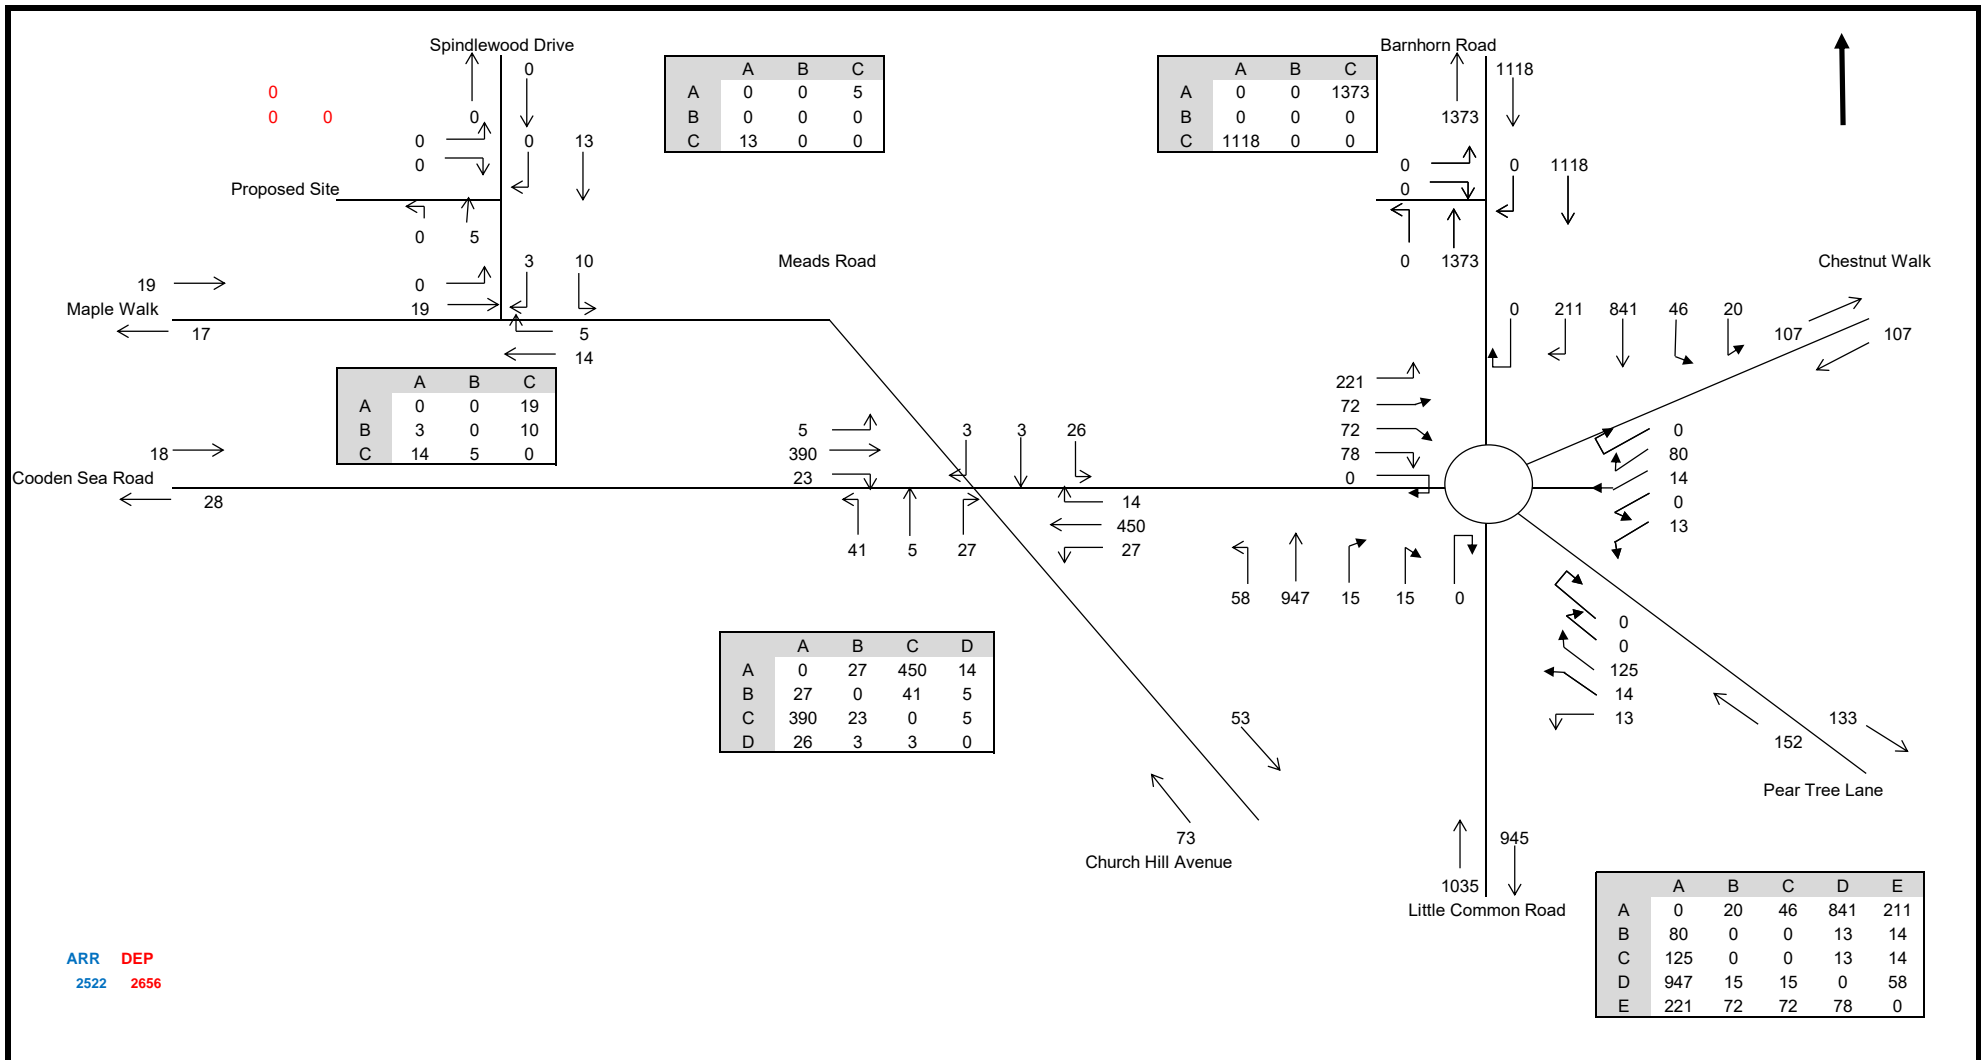 Spindlewood Drive
Barnhorn Road
0
1118
A B C
A 0 0 5
B 0 0 0
C 13 0 0
A B C
A 0 0 1373
B 0 0 0
C 1118 0 0
0
0 0
0
1373
0 0 13
0
0 0 1118
0
Proposed Site
0 5
0 1373
3 10
Meads Road
Chestnut Walk
19
0
19
Maple Walk
17
5
14
0 211 841 46 20
107 107
A B C
A 0 0 19
B 3 0 10
C 14 5 0
221
72
72
78
0
18
Cooden Sea Road
28
5
390
23
3 3 26
14
450
27
41 5 27
0
80
14
0
13
58 947 15 15 0
0
0
125
14
13
A B C D
A 0 27 450 14
B 27 0 41 5
C 390 23 0 5
D 26 3 3 0
53
133
152
Pear Tree Lane
73
Church Hill Avenue
945
1035
Little Common Road
A B C D E
A 0 20 46 841 211
B 80 0 0 13 14
C 125 0 0 13 14
D 947 15 15 0 58
E 221 72 72 78 0
ARR DEP
2522 2656